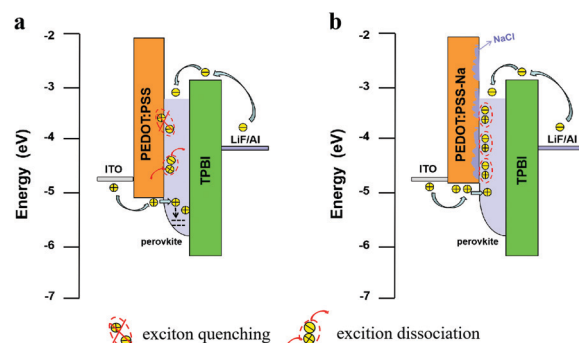 a
-2
-3
-4
-5
-6
-7
Energy (eV)
ITO
PEDOT:PSS
perovkite
TPBI
LiF/Al
b
-2
-3
-4
-5
-6
-7
Energy (eV)
NaCl
ITO
PEDOT:PSS-Na
perovkite
TPBI
LiF/Al
exciton quenching
excition dissociation